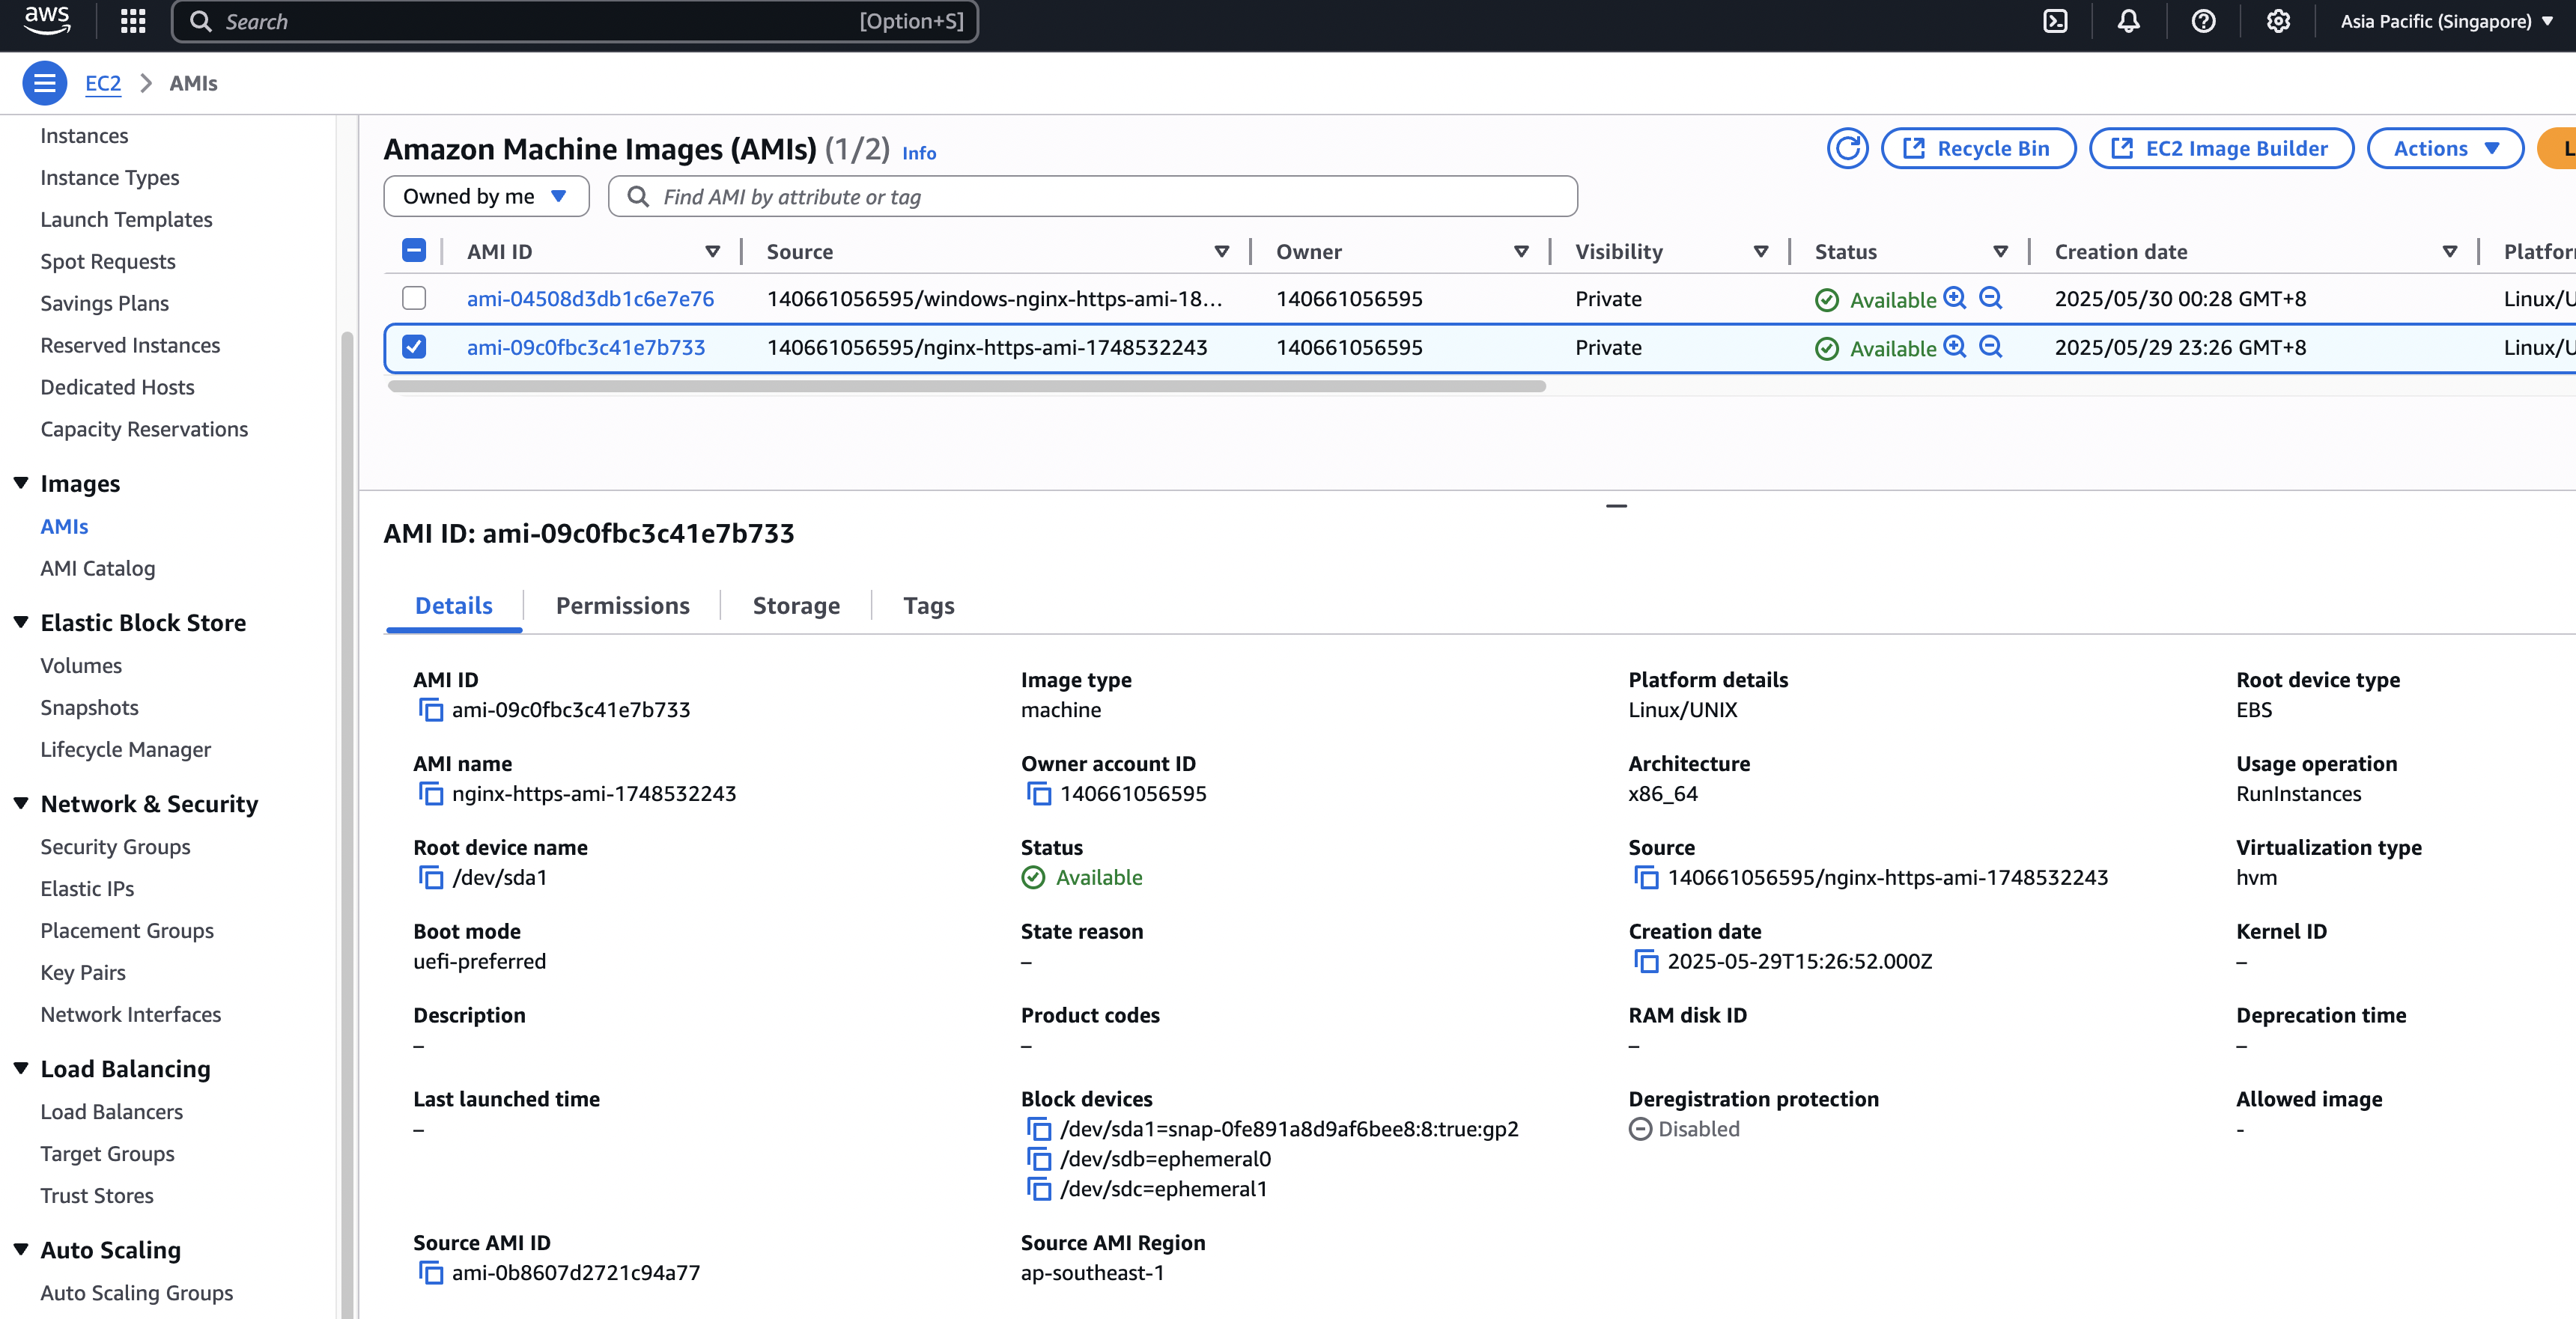 aws
Search [Option+S] Asia Pacific (Singapore)
EC2 AMIs
Instances
Instance Types
Launch Templates
Spot Requests
Savings Plans
Reserved Instances
Dedicated Hosts
Capacity Reservations
Images
AMIs
AMI Catalog
Elastic Block Store
Volumes
Snapshots
Lifecycle Manager
Network & Security
Security Groups
Elastic IPs
Placement Groups
Key Pairs
Network Interfaces
Load Balancing
Load Balancers
Target Groups
Trust Stores
Auto Scaling
Auto Scaling Groups
Amazon Machine Images (AMIs) (1/2) Info Recycle Bin EC2 Image Builder Actions
Owned by me Find AMI by attribute or tag
AMI ID Source Owner Visibility Status Creation date
ami-04508d3db1c6e7e76 140661056595/windows-nginx-https-ami-18... 140661056595 Private Available 2025/05/30 00:28 GMT+8 Linux/U
ami-09c0fbc3c41e7b733 140661056595/nginx-https-ami-1748532243 140661056595 Private Available 2025/05/29 23:26 GMT+8 Linux/U
AMI ID: ami-09c0fbc3c41e7b733
Details Permissions Storage Tags
AMI ID Image type Platform details Root device type
ami-09c0fbc3c41e7b733 machine Linux/UNIX EBS
AMI name Owner account ID Architecture Usage operation
nginx-https-ami-1748532243 140661056595 x86_64 RunInstances
Root device name Status Source Virtualization type
/dev/sda1 Available 140661056595/nginx-https-ami-1748532243 hvm
Boot mode State reason Creation date Kernel ID
uefi-preferred – 2025-05-29T15:26:52.000Z –
Description Product codes RAM disk ID Deprecation time
– – – –
Last launched time Block devices Deregistration protection Allowed image
– /dev/sda1=snap-0fe891a8d9af6bee8:8:true:gp2 Disabled -
/dev/sdb=ephemeral0
/dev/sdc=ephemeral1
Source AMI ID Source AMI Region
ami-0b8607d2721c94a77 ap-southeast-1